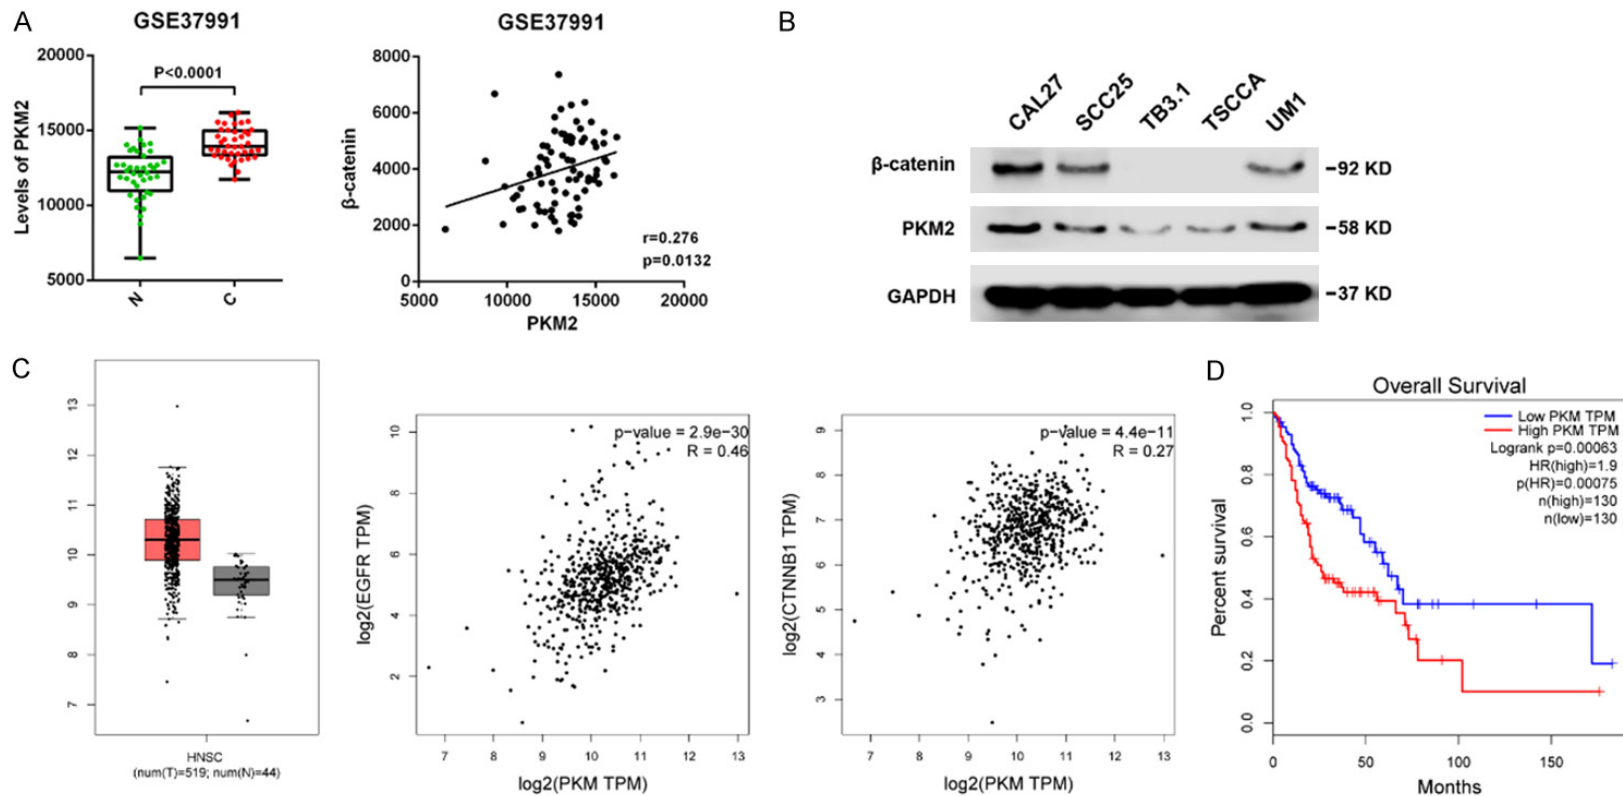 A
GSE37991
20000
15000
10000
5000
Levels of PKM2
P<0.0001
N
C
GSE37991
8000
6000
4000
2000
0
β-catenin
r=0.276
p=0.0132
5000
10000
15000
20000
PKM2
B
CAL27
SCC25
TB3.1
TSCCA
UM1
β-catenin
–92 KD
PKM2
–58 KD
GAPDH
–37 KD
C
13
12
11
10
9
8
7
HNSC
(num(T)=519; num(N)=44)
10
8
6
4
2
log2(EGFR TPM)
p-value = 2.9e-30
R = 0.46
7
8
9
10
11
12
13
log2(PKM TPM)
9
8
7
6
5
4
3
log2(CTNNB1 TPM)
p-value = 4.4e-11
R = 0.27
7
8
9
10
11
12
13
log2(PKM TPM)
D
Overall Survival
Low PKM TPM
High PKM TPM
Logrank p=0.00063
HR(high)=1.9
p(HR)=0.00075
n(high)=130
n(low)=130
1.0
0.8
0.6
0.4
0.2
0.0
Percent survival
0
50
100
150
Months